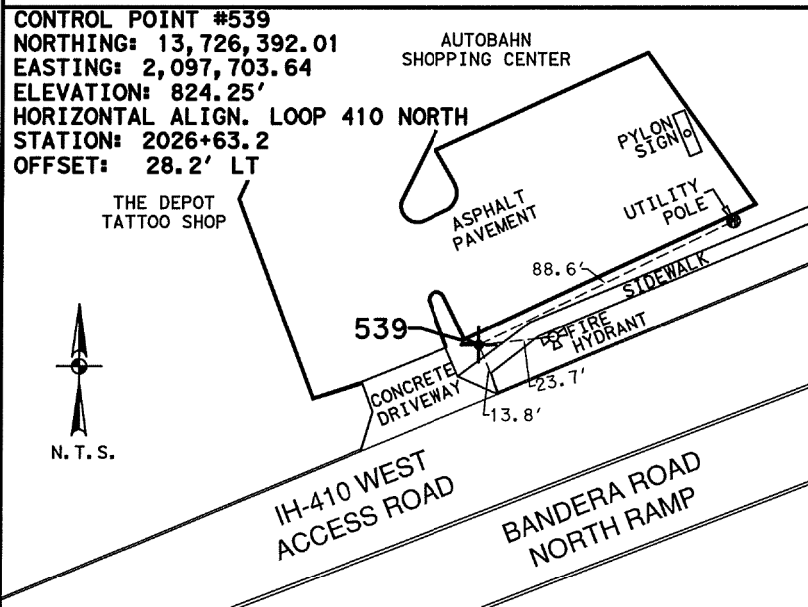 CONTROL POINT #539
NORTHING: 13,726,392.01
EASTING: 2,097,703.64
ELEVATION: 824.25'
HORIZONTAL ALIGN. LOOP 410 NORTH
STATION: 2026+63.2
OFFSET: 28.2' LT
AUTOBAHN
SHOPPING CENTER
THE DEPOT
TATTOO SHOP
PYLON
SIGN
ASPHALT
PAVEMENT
UTILITY
POLE
88.6'
SIDEWALK
539
FIRE
HYDRANT
CONCRETE
DRIVEWAY
23.7'
13.8'
N.T.S.
IH-410 WEST
ACCESS ROAD
BANDERA ROAD
NORTH RAMP